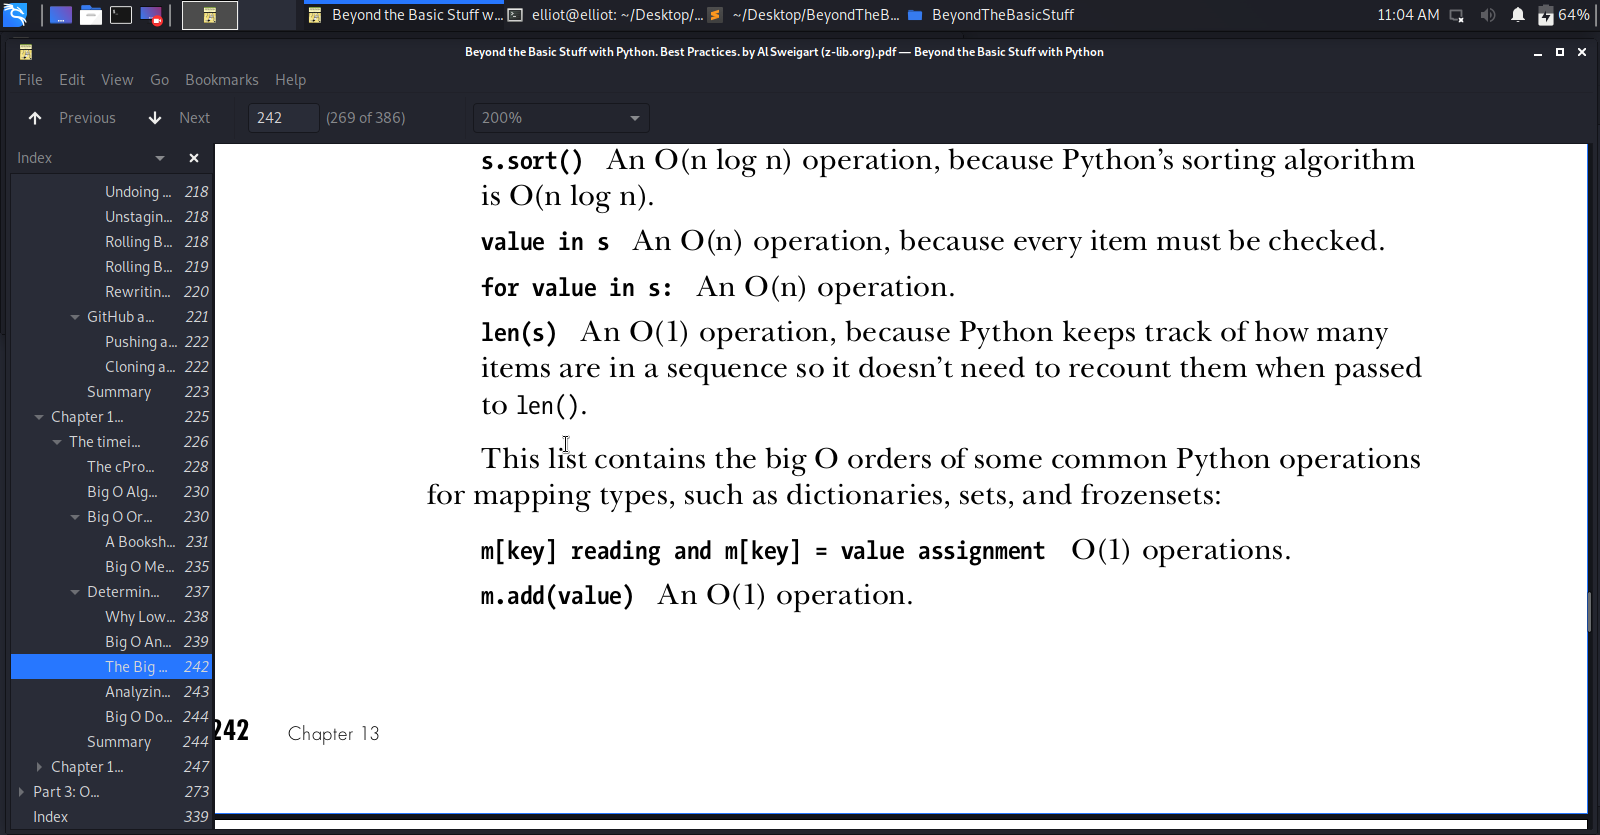 Beyond the Basic Stuff w...
elliot@elliot: ~/Desktop/...
~/Desktop/BeyondTheB...
BeyondTheBasicStuff
11:04 AM
64%
Beyond the Basic Stuff with Python. Best Practices. by Al Sweigart (z-lib.org).pdf — Beyond the Basic Stuff with Python
File Edit View Go Bookmarks Help
Previous Next 242 (269 of 386) 200%
Index
Undoing ... 218
Unstagin... 218
Rolling B... 218
Rolling B... 219
Rewritin... 220
GitHub a... 221
Pushing a... 222
Cloning a... 222
Summary 223
Chapter 1... 225
The timei... 226
The cPro... 228
Big O Alg... 230
Big O Or... 230
A Booksh... 231
Big O Me... 235
Determin... 237
Why Low... 238
Big O An... 239
The Big ... 242
Analyzin... 243
Big O Do... 244
Summary 244
Chapter 1... 247
Part 3: O... 273
Index 339
s.sort() An O(n log n) operation, because Python’s sorting algorithm
is O(n log n).
value in s An O(n) operation, because every item must be checked.
for value in s: An O(n) operation.
len(s) An O(1) operation, because Python keeps track of how many
items are in a sequence so it doesn’t need to recount them when passed
to len().
This list contains the big O orders of some common Python operations
for mapping types, such as dictionaries, sets, and frozensets:
m[key] reading and m[key] = value assignment O(1) operations.
m.add(value) An O(1) operation.
242 Chapter 13